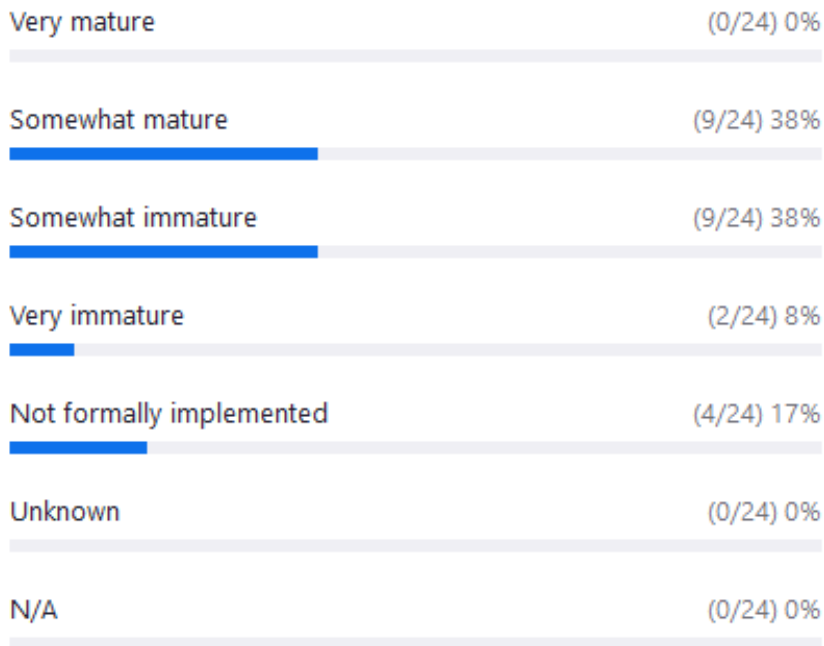 Very mature (0/24) 0%
Somewhat mature (9/24) 38%
Somewhat immature (9/24) 38%
Very immature (2/24) 8%
Not formally implemented (4/24) 17%
Unknown (0/24) 0%
N/A (0/24) 0%